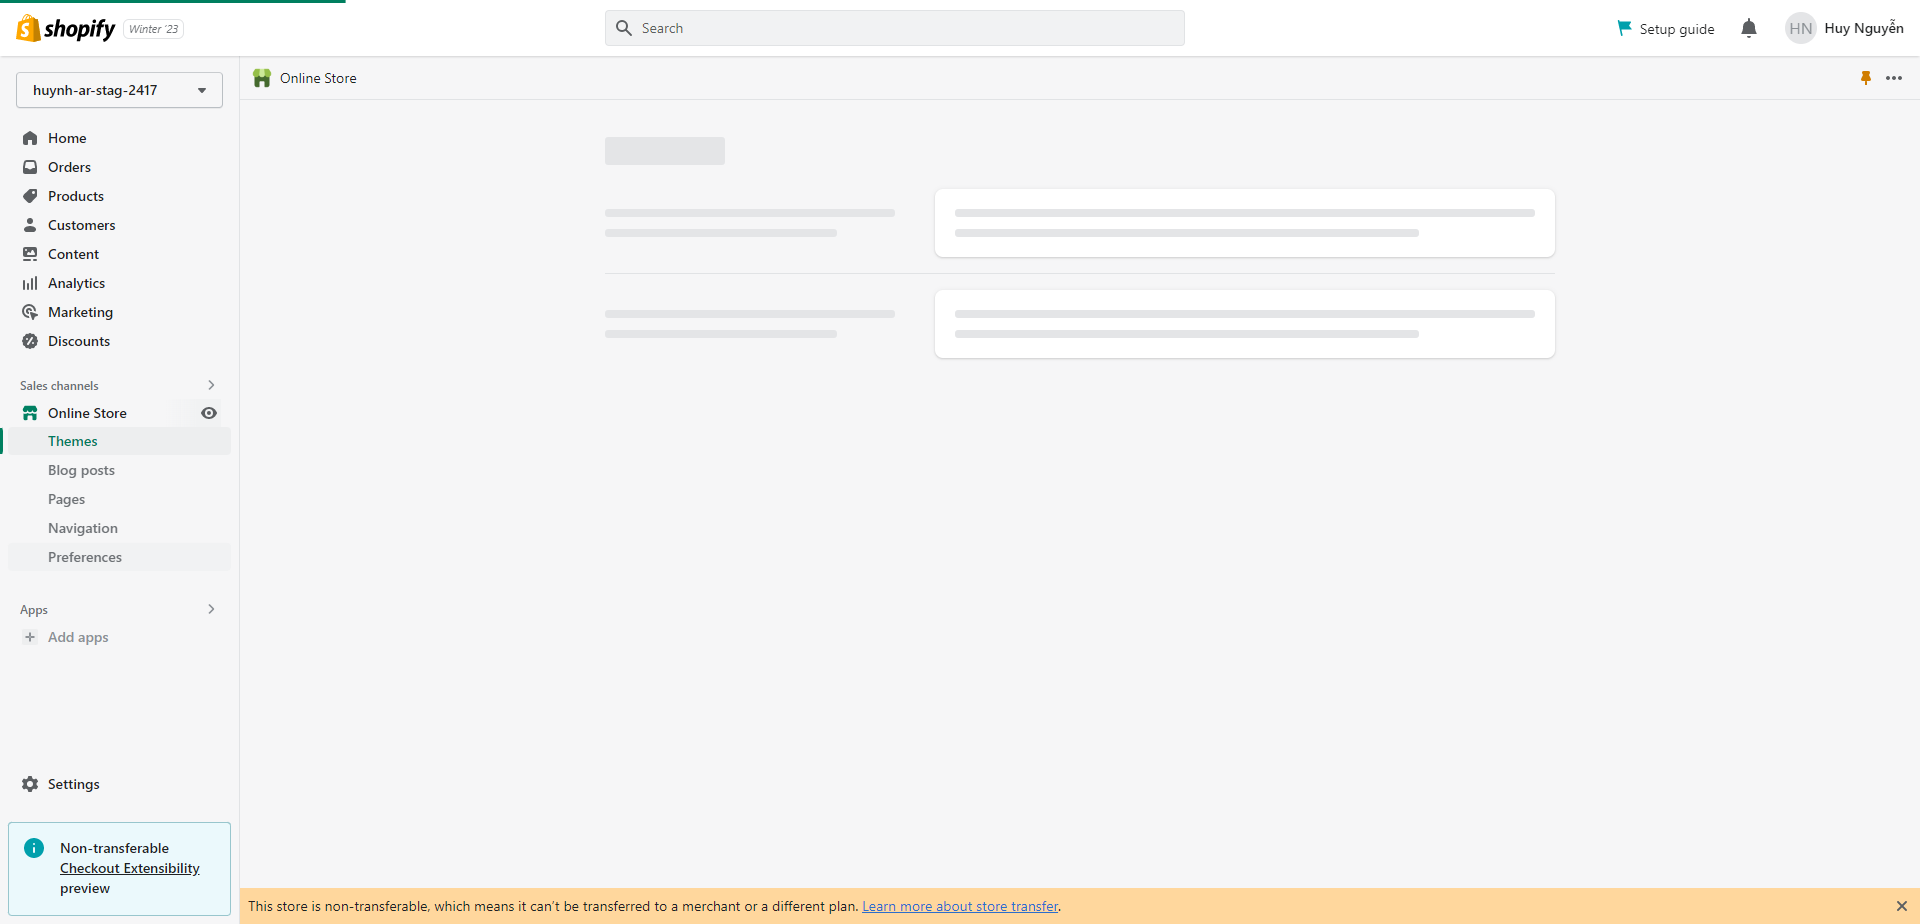 shopify
Winter '23
Search
Setup guide
HN
Huy Nguyễn
huynh-ar-stag-2417
Online Store
Home
Orders
Products
Customers
Content
Analytics
Marketing
Discounts
Sales channels
Online Store
Themes
Blog posts
Pages
Navigation
Preferences
Apps
Add apps
Settings
Non-transferable
Checkout Extensibility
preview
This store is non-transferable, which means it can't be transferred to a merchant or a different plan. Learn more about store transfer.